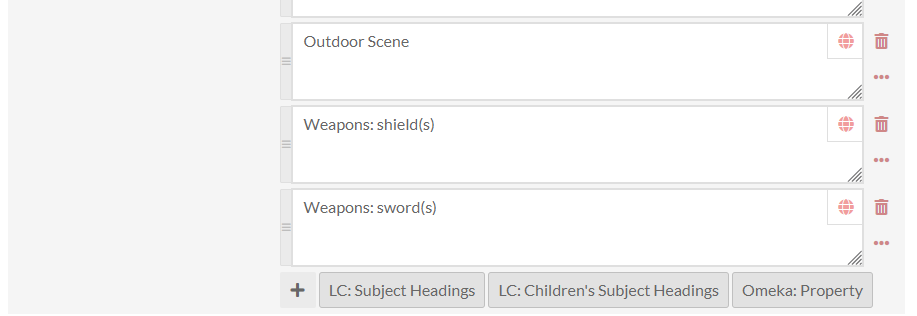 Outdoor Scene
Weapons: shield(s)
Weapons: sword(s)
LC: Subject Headings LC: Children's Subject Headings Omeka: Property